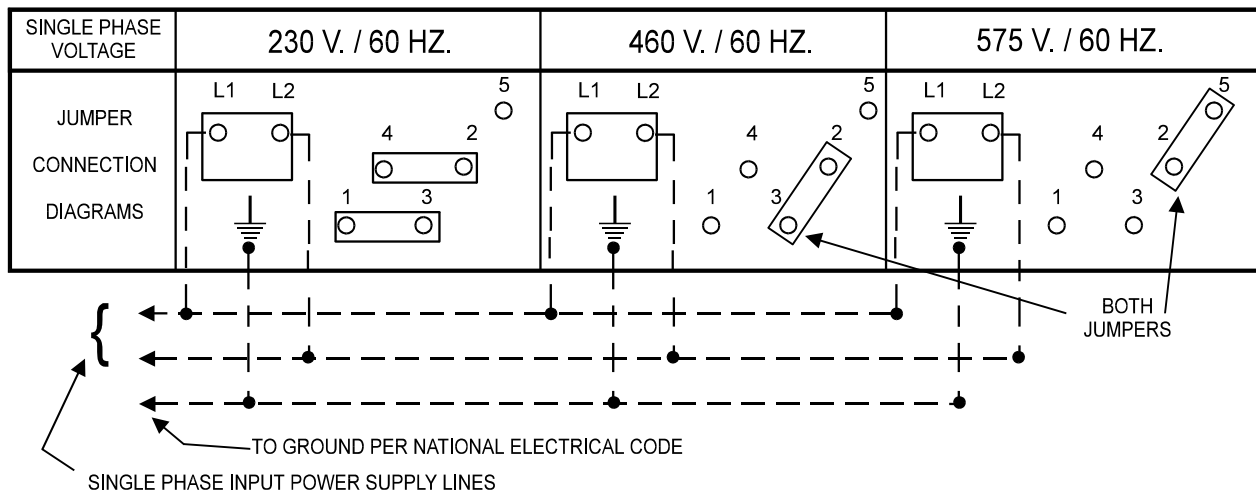 SINGLE PHASE
VOLTAGE
230 V. / 60 HZ.
460 V. / 60 HZ.
575 V. / 60 HZ.
JUMPER
CONNECTION
DIAGRAMS
L1 L2
5
4 2
1 3
L1 L2
5
4 2
1 3
L1 L2
5
4 2
1 3
BOTH
JUMPERS
TO GROUND PER NATIONAL ELECTRICAL CODE
SINGLE PHASE INPUT POWER SUPPLY LINES